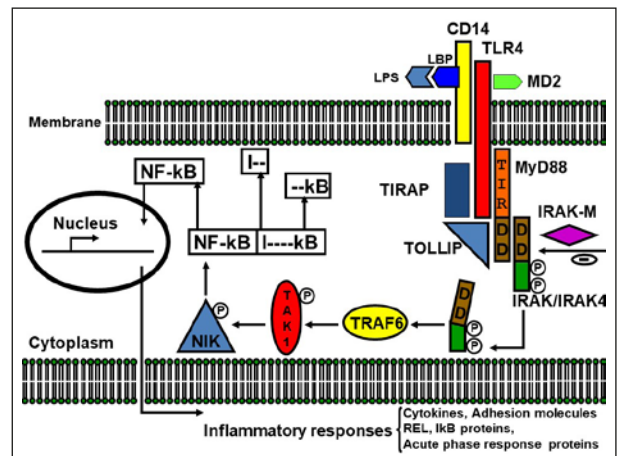 CD14
TLR4
LBP
LPS
MD2
Membrane
I--
NF-kB
--kB
MyD88
T
I
R
TIRAP
Nucleus
IRAK-M
D
D
D
D
NF-kB I----kB
TOLLIP
P
P
IRAK/IRAK4
D
D
P
P
T
A
K
1
P
P
TRAF6
NIK
Cytoplasm
Inflammatory responses
Cytokines, Adhesion molecules
REL, IkB proteins,
Acute phase response proteins